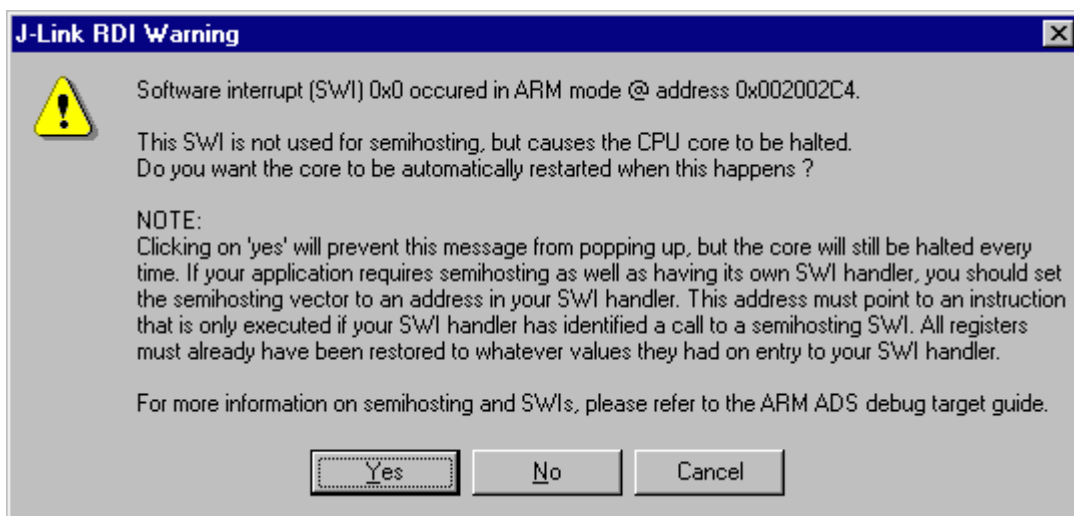 J-Link RDI Warning
Software interrupt (SWI) 0x0 occured in ARM mode @ address 0x002002C4.
This SWI is not used for semihosting, but causes the CPU core to be halted.
Do you want the core to be automatically restarted when this happens ?
NOTE:
Clicking on 'yes' will prevent this message from popping up, but the core will still be halted every
time. If your application requires semihosting as well as having its own SWI handler, you should set
the semihosting vector to an address in your SWI handler. This address must point to an instruction
that is only executed if your SWI handler has identified a call to a semihosting SWI. All registers
must already have been restored to whatever values they had on entry to your SWI handler.
For more information on semihosting and SWIs, please refer to the ARM ADS debug target guide.
Yes No Cancel